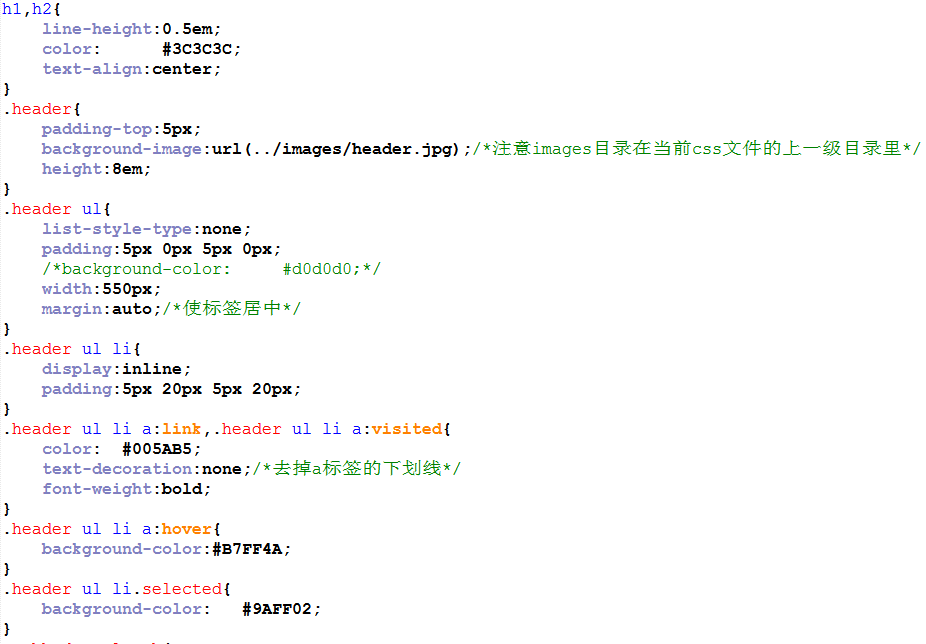 h1,h2{
    line-height:0.5em;
    color:      #3C3C3C;
    text-align:center;
}
.header{
    padding-top:5px;
    background-image:url(../images/header.jpg);/*注意images目录在当前css文件的上一级目录里*/
    height:8em;
}
.header ul{
    list-style-type:none;
    padding:5px 0px 5px 0px;
    /*background-color:     #d0d0d0;*/
    width:550px;
    margin:auto;/*使标签居中*/
}
.header ul li{
    display:inline;
    padding:5px 20px 5px 20px;
}
.header ul li a:link,.header ul li a:visited{
    color:  #005AB5;
    text-decoration:none;/*去掉a标签的下划线*/
    font-weight:bold;
}
.header ul li a:hover{
    background-color:#B7FF4A;
}
.header ul li.selected{
    background-color:   #9AFF02;
}